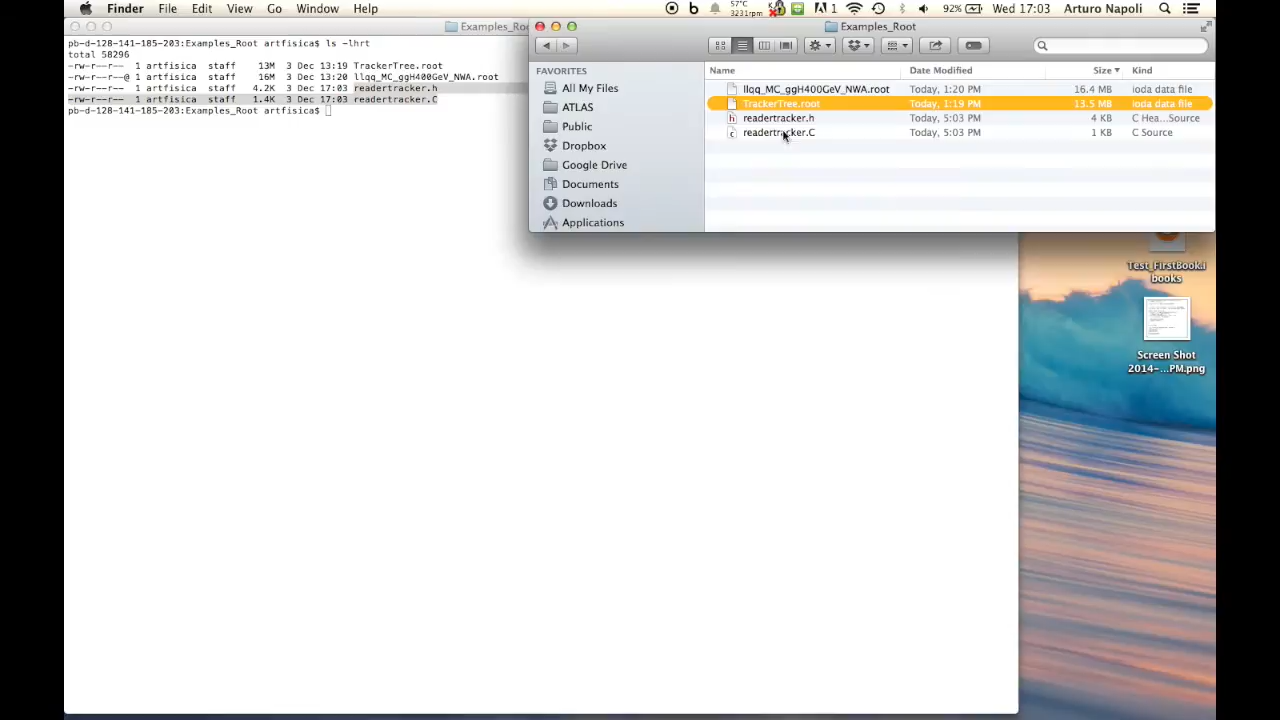 Finder File Edit View Go Window Help
57°C
3231rpm
1
92%
Wed 17:03
Arturo Napoli
Examples_Roo
pb-d-128-141-185-203:Examples_Root artfisica$ ls -lhrt
total 58296
-rw-r--r-- 1 artfisica staff 13M 3 Dec 13:19 TrackerTree.root
-rw-r--r--@ 1 artfisica staff 16M 3 Dec 13:20 llqq_MC_ggH400GeV_NWA.root
-rw-r--r-- 1 artfisica staff 4.2K 3 Dec 17:03 readertracker.h
-rw-r--r-- 1 artfisica staff 1.4K 3 Dec 17:03 readertracker.C
pb-d-128-141-185-203:Examples_Root artfisica$
Examples_Root
FAVORITES
All My Files
ATLAS
Public
Dropbox
Google Drive
Documents
Downloads
Applications
Name Date Modified Size Kind
llqq_MC_ggH400GeV_NWA.root Today, 1:20 PM 16.4 MB ioda data file
TrackerTree.root Today, 1:19 PM 13.5 MB ioda data file
readertracker.h Today, 5:03 PM 4 KB C Hea...Source
readertracker.C Today, 5:03 PM 1 KB C Source
Test_FirstBook.i
books
Screen Shot
2014-...PM.png